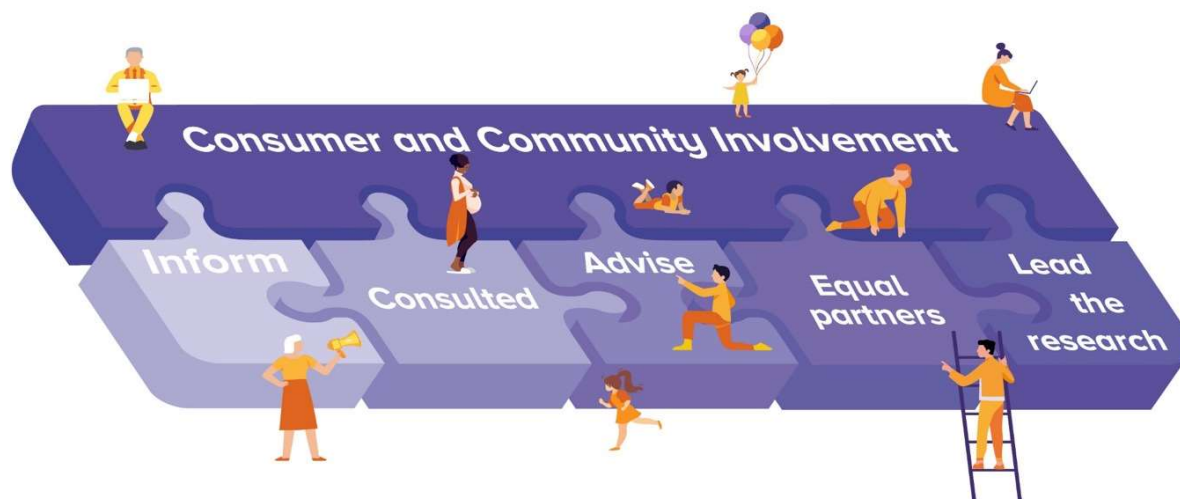 Consumer and Community Involvement
Inform
Consulted
Advise
Equal
partners
Lead
the
research